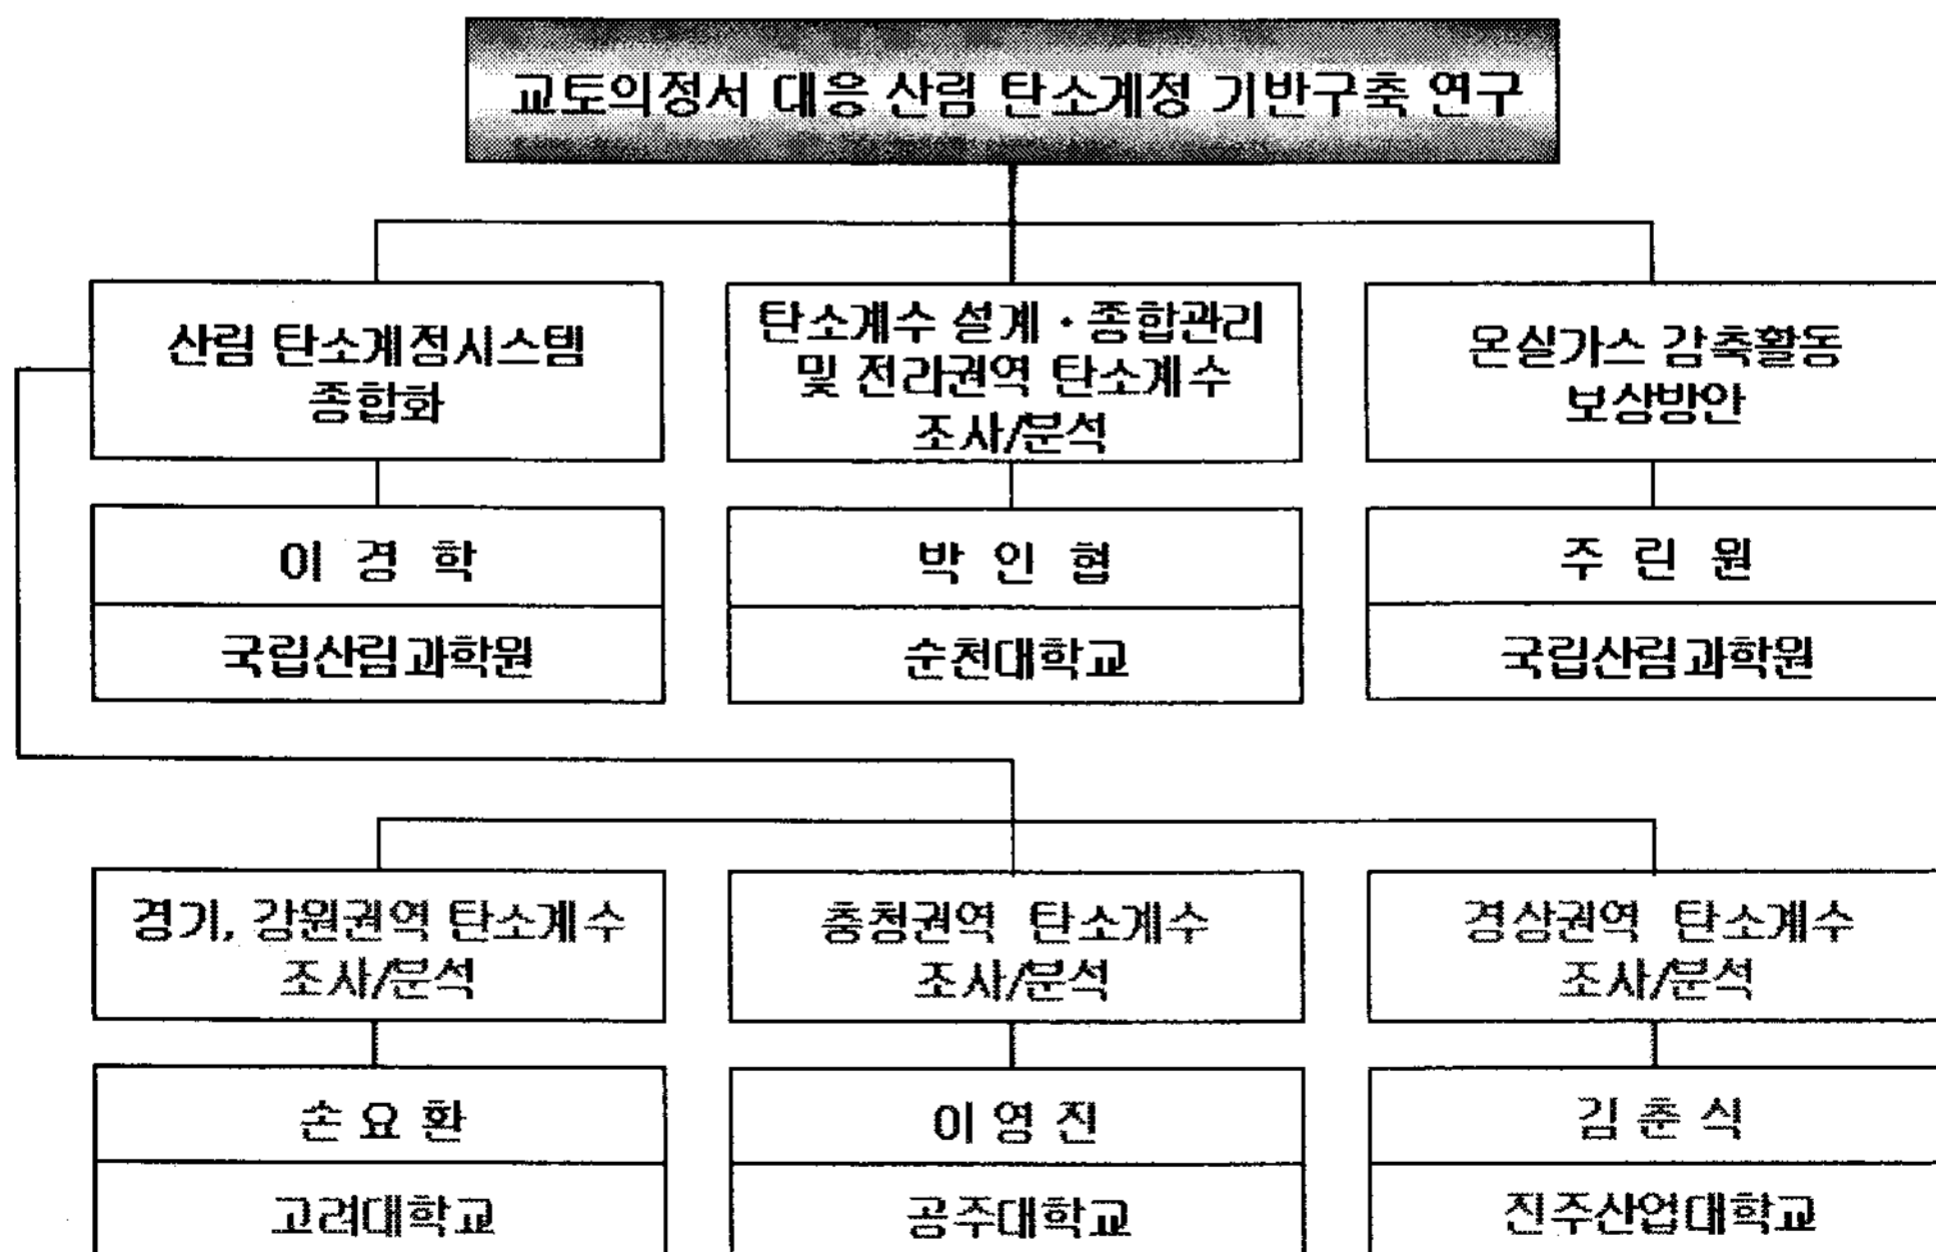 교토의정서 대응 산림 탄소계정 기반구축 연구
산림 탄소계정시스템
종합화
탄소계수 설계·종합관리
및 전라권역 탄소계수
조사/분석
온실가스 감축활동
보상방안
이 경 학
국립산림과학원
박 인 협
순천대학교
주 린 원
국립산림과학원
경기, 강원권역 탄소계수
조사/분석
충청권역 탄소계수
조사/분석
경상권역 탄소계수
조사/분석
손 요 환
고려대학교
이 영 진
공주대학교
김 춘 식
진주산업대학교